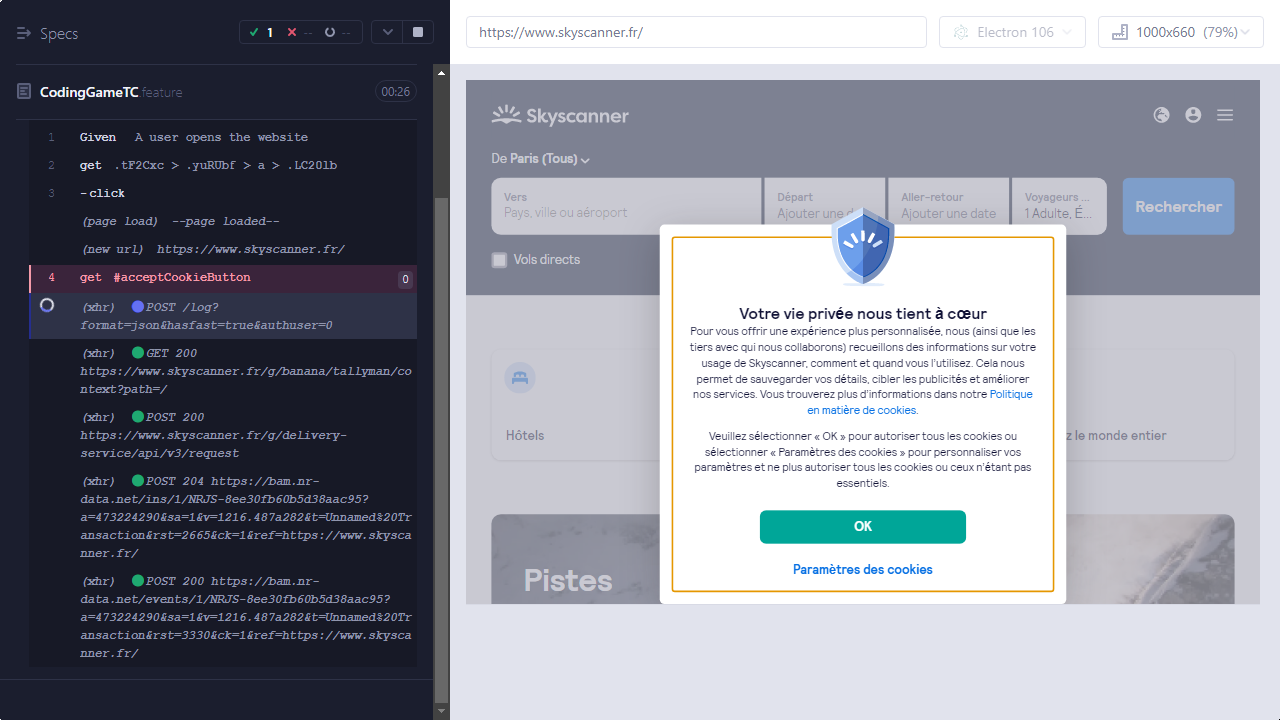 Specs
1
--
--
https://www.skyscanner.fr/
Electron 106
1000x660 (79%)
CodingGameTC.feature
00:26
1 Given A user opens the website
2 get .tF2Cxc > .yuRUbf > a > .LC20lb
3 -click
(page load) --page loaded--
(new url) https://www.skyscanner.fr/
4 get #acceptCookieButton 0
(xhr) POST /log?
format=json&hasfast=true&authuser=0
(xhr) GET 200
https://www.skyscanner.fr/g/banana/tallyman/co
ntext?path=/
(xhr) POST 200
https://www.skyscanner.fr/g/delivery-
service/api/v3/request
(xhr) POST 204 https://bam.nr-
data.net/ins/1/NRJS-8ee30fb60b5d38aac95?
a=473224290&sa=1&v=1216.487a282&t=Unnamed%20Tr
ansaction&rst=2665&ck=1&ref=https://www.skysca
nner.fr/
(xhr) POST 200 https://bam.nr-
data.net/events/1/NRJS-8ee30fb60b5d38aac95?
a=473224290&sa=1&v=1216.487a282&t=Unnamed%20Tr
ansaction&rst=3330&ck=1&ref=https://www.skysca
nner.fr/
Skyscanner
De Paris (Tous)
Vers
Pays, ville ou aéroport
Départ
Ajouter une d
Aller-retour
Ajouter une date
Voyageurs ...
1 Adulte, É...
Rechercher
Vols directs
Votre vie privée nous tient à cœur
Pour vous offrir une expérience plus personnalisée, nous (ainsi que les
tiers avec qui nous collaborons) recueillons des informations sur votre
usage de Skyscanner, comment et quand vous l'utilisez. Cela nous
permet de sauvegarder vos détails, cibler les publicités et améliorer
nos services. Vous trouverez plus d'informations dans notre Politique
en matière de cookies.
Veuillez sélectionner « OK » pour autoriser tous les cookies ou
sélectionner « Paramètres des cookies » pour personnaliser vos
paramètres et ne plus autoriser tous les cookies ou ceux n'étant pas
essentiels.
OK
Paramètres des cookies
Hôtels
z le monde entier
Pistes